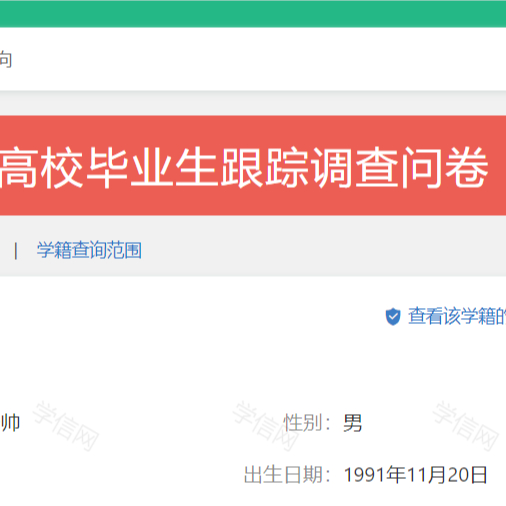 向
高校毕业生跟踪调查问卷
| 学籍查询范围
查看该学籍的
帅 性别： 男
出生日期： 1991年11月20日
学信网 学信网 学信网